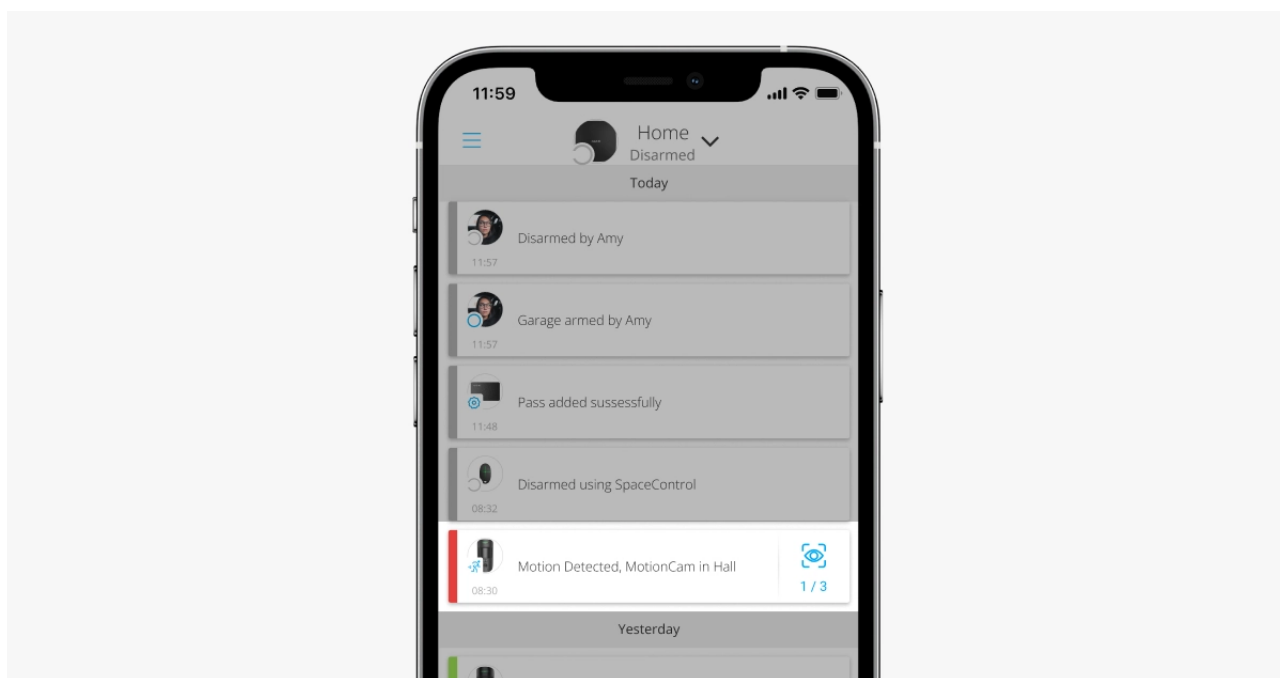 11:59
Home
Disarmed
Today
Disarmed by Amy
11:57
Garage armed by Amy
11:57
Pass added sussessfully
11:48
Disarmed using SpaceControl
08:32
Motion Detected, MotionCam in Hall
08:30
1 / 3
Yesterday